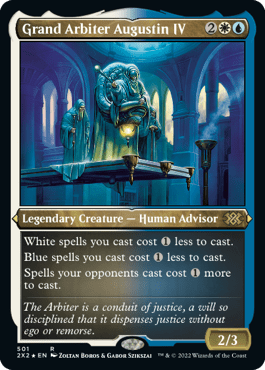 Grand Arbiter Augustin IV 2
Legendary Creature — Human Advisor
White spells you cast cost 1 less to cast.
Blue spells you cast cost 1 less to cast.
Spells your opponents cast cost 1 more
to cast.
The Arbiter is a conduit of justice, a will so
disciplined that it dispenses justice without
ego or remorse.
2/3
501 R
2X2 ★ EN Zoltan Boros & Gabor Szikszai ™ & © 2022 Wizards of the Coast